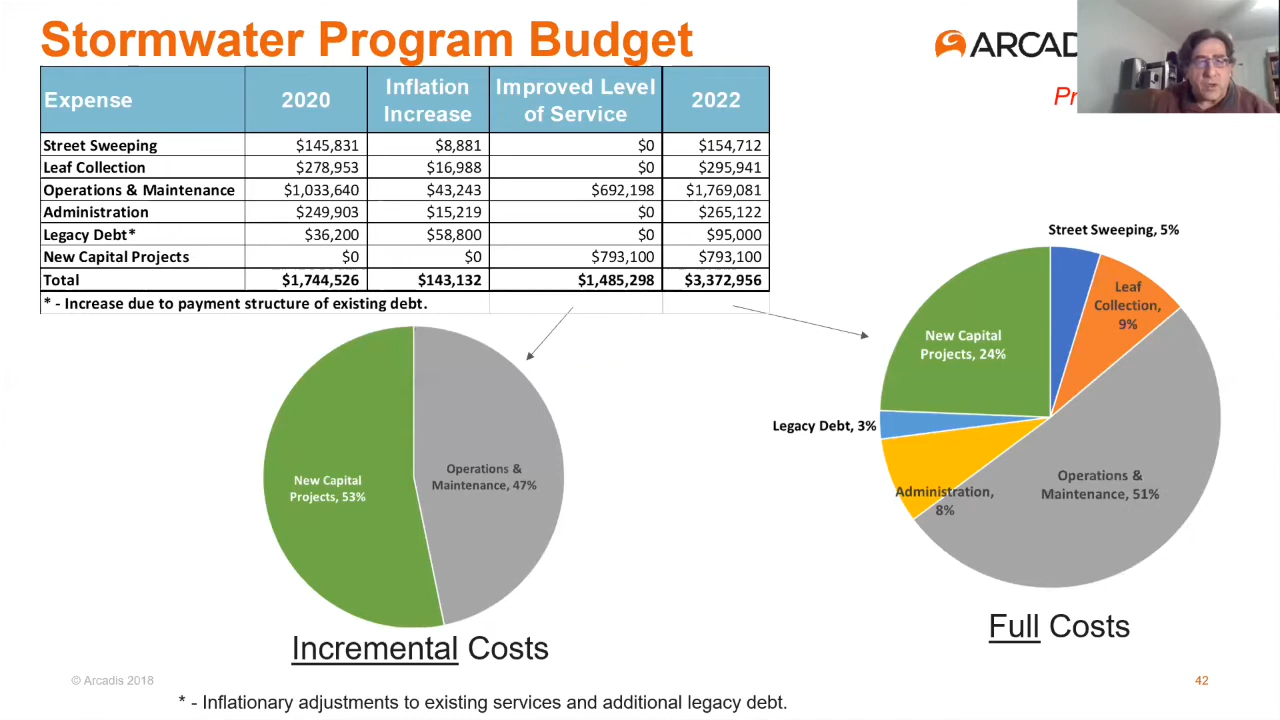 Stormwater Program Budget
ARCAD
Pr
Expense 2020 Inflation Increase Improved Level of Service 2022
Street Sweeping $145,831 $8,881 $0 $154,712
Leaf Collection $278,953 $16,988 $0 $295,941
Operations & Maintenance $1,033,640 $43,243 $692,198 $1,769,081
Administration $249,903 $15,219 $0 $265,122
Legacy Debt* $36,200 $58,800 $0 $95,000
New Capital Projects $0 $0 $793,100 $793,100
Total $1,744,526 $143,132 $1,485,298 $3,372,956
* - Increase due to payment structure of existing debt.
New Capital
Projects, 53%
Operations &
Maintenance, 47%
Incremental Costs
Street Sweeping, 5%
Leaf
Collection,
9%
New Capital
Projects, 24%
Legacy Debt, 3%
Administration,
8%
Operations &
Maintenance, 51%
Full Costs
© Arcadis 2018
42
* - Inflationary adjustments to existing services and additional legacy debt.